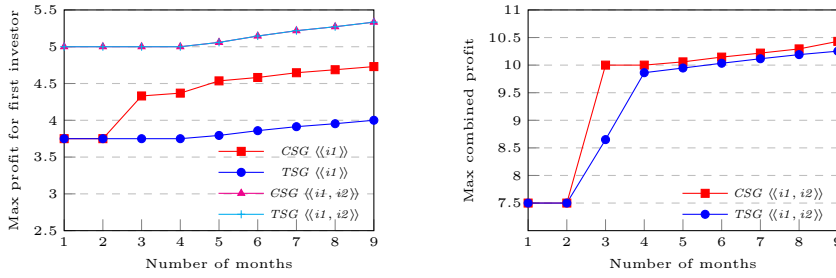 Max profit for first investor
5.5
5
4.5
4
3.5
3
2.5
1 2 3 4 5 6 7 8 9
Number of months
CSG ⟨⟨i1⟩⟩
TSG ⟨⟨i1⟩⟩
CSG ⟨⟨i1, i2⟩⟩
TSG ⟨⟨i1, i2⟩⟩
Max combined profit
11
10.5
10
9.5
9
8.5
8
7.5
1 2 3 4 5 6 7 8 9
Number of months
CSG ⟨⟨i1, i2⟩⟩
TSG ⟨⟨i1, i2⟩⟩